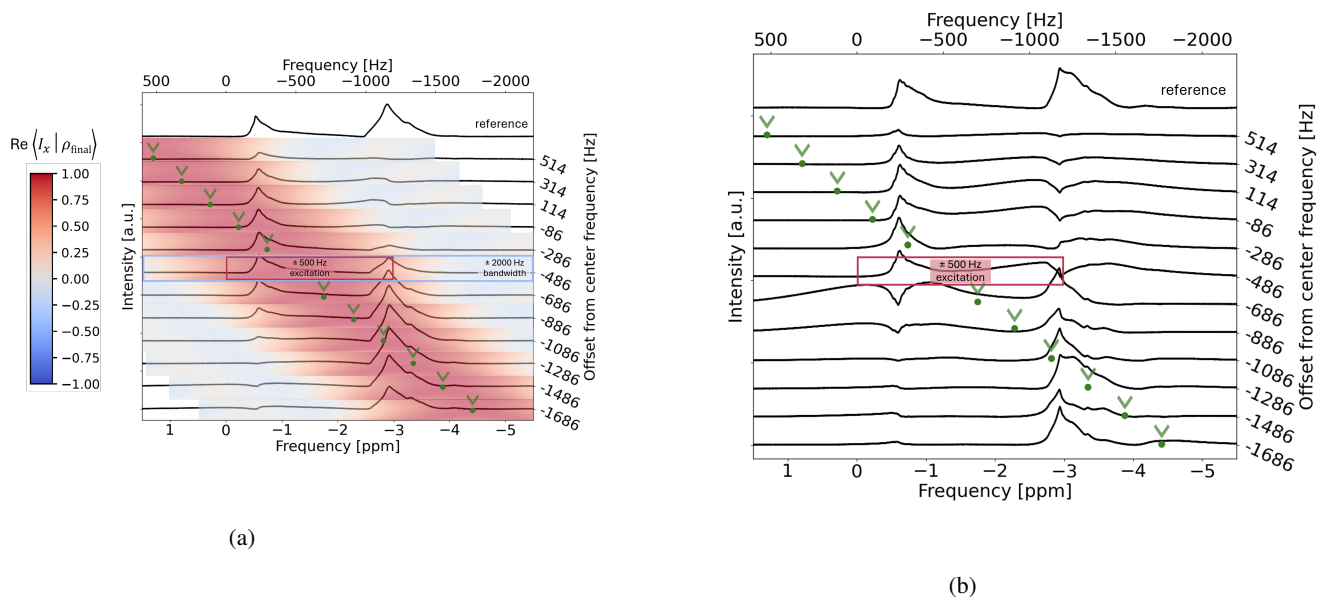 Frequency [Hz]
500 0 −500 −1000 −1500 −2000
reference
Re ⟨Iₓ | ρfinal⟩
1.00
0.75
0.50
0.25
0.00
−0.25
−0.50
−0.75
−1.00
Intensity [a.u.]
± 500 Hz
excitation
± 2000 Hz
bandwidth
514
314
114
-86
-286
-486
-686
-886
-1086
-1286
-1486
-1686
Offset from center frequency [Hz]
1 0 −1 −2 −3 −4 −5
Frequency [ppm]
(a)
Frequency [Hz]
500 0 −500 −1000 −1500 −2000
reference
Intensity [a.u.]
± 500 Hz
excitation
514
314
114
-86
-286
-486
-686
-886
-1086
-1286
-1486
-1686
Offset from center frequency [Hz]
1 0 −1 −2 −3 −4 −5
Frequency [ppm]
(b)